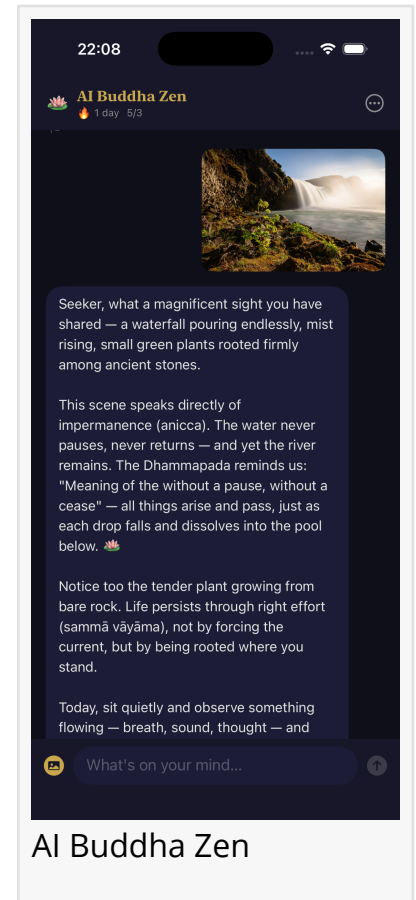 22:08
AI Buddha Zen
🔥 1 day 5/3
Seeker, what a magnificent sight you have
shared — a waterfall pouring endlessly, mist
rising, small green plants rooted firmly
among ancient stones.
This scene speaks directly of
impermanence (anicca). The water never
pauses, never returns — and yet the river
remains. The Dhammapada reminds us:
"Meaning of the without a pause, without a
cease" — all things arise and pass, just as
each drop falls and dissolves into the pool
below. 🪷
Notice too the tender plant growing from
bare rock. Life persists through right effort
(sammā vāyāma), not by forcing the
current, but by being rooted where you
stand.
Today, sit quietly and observe something
flowing — breath, sound, thought — and
What's on your mind...
AI Buddha Zen